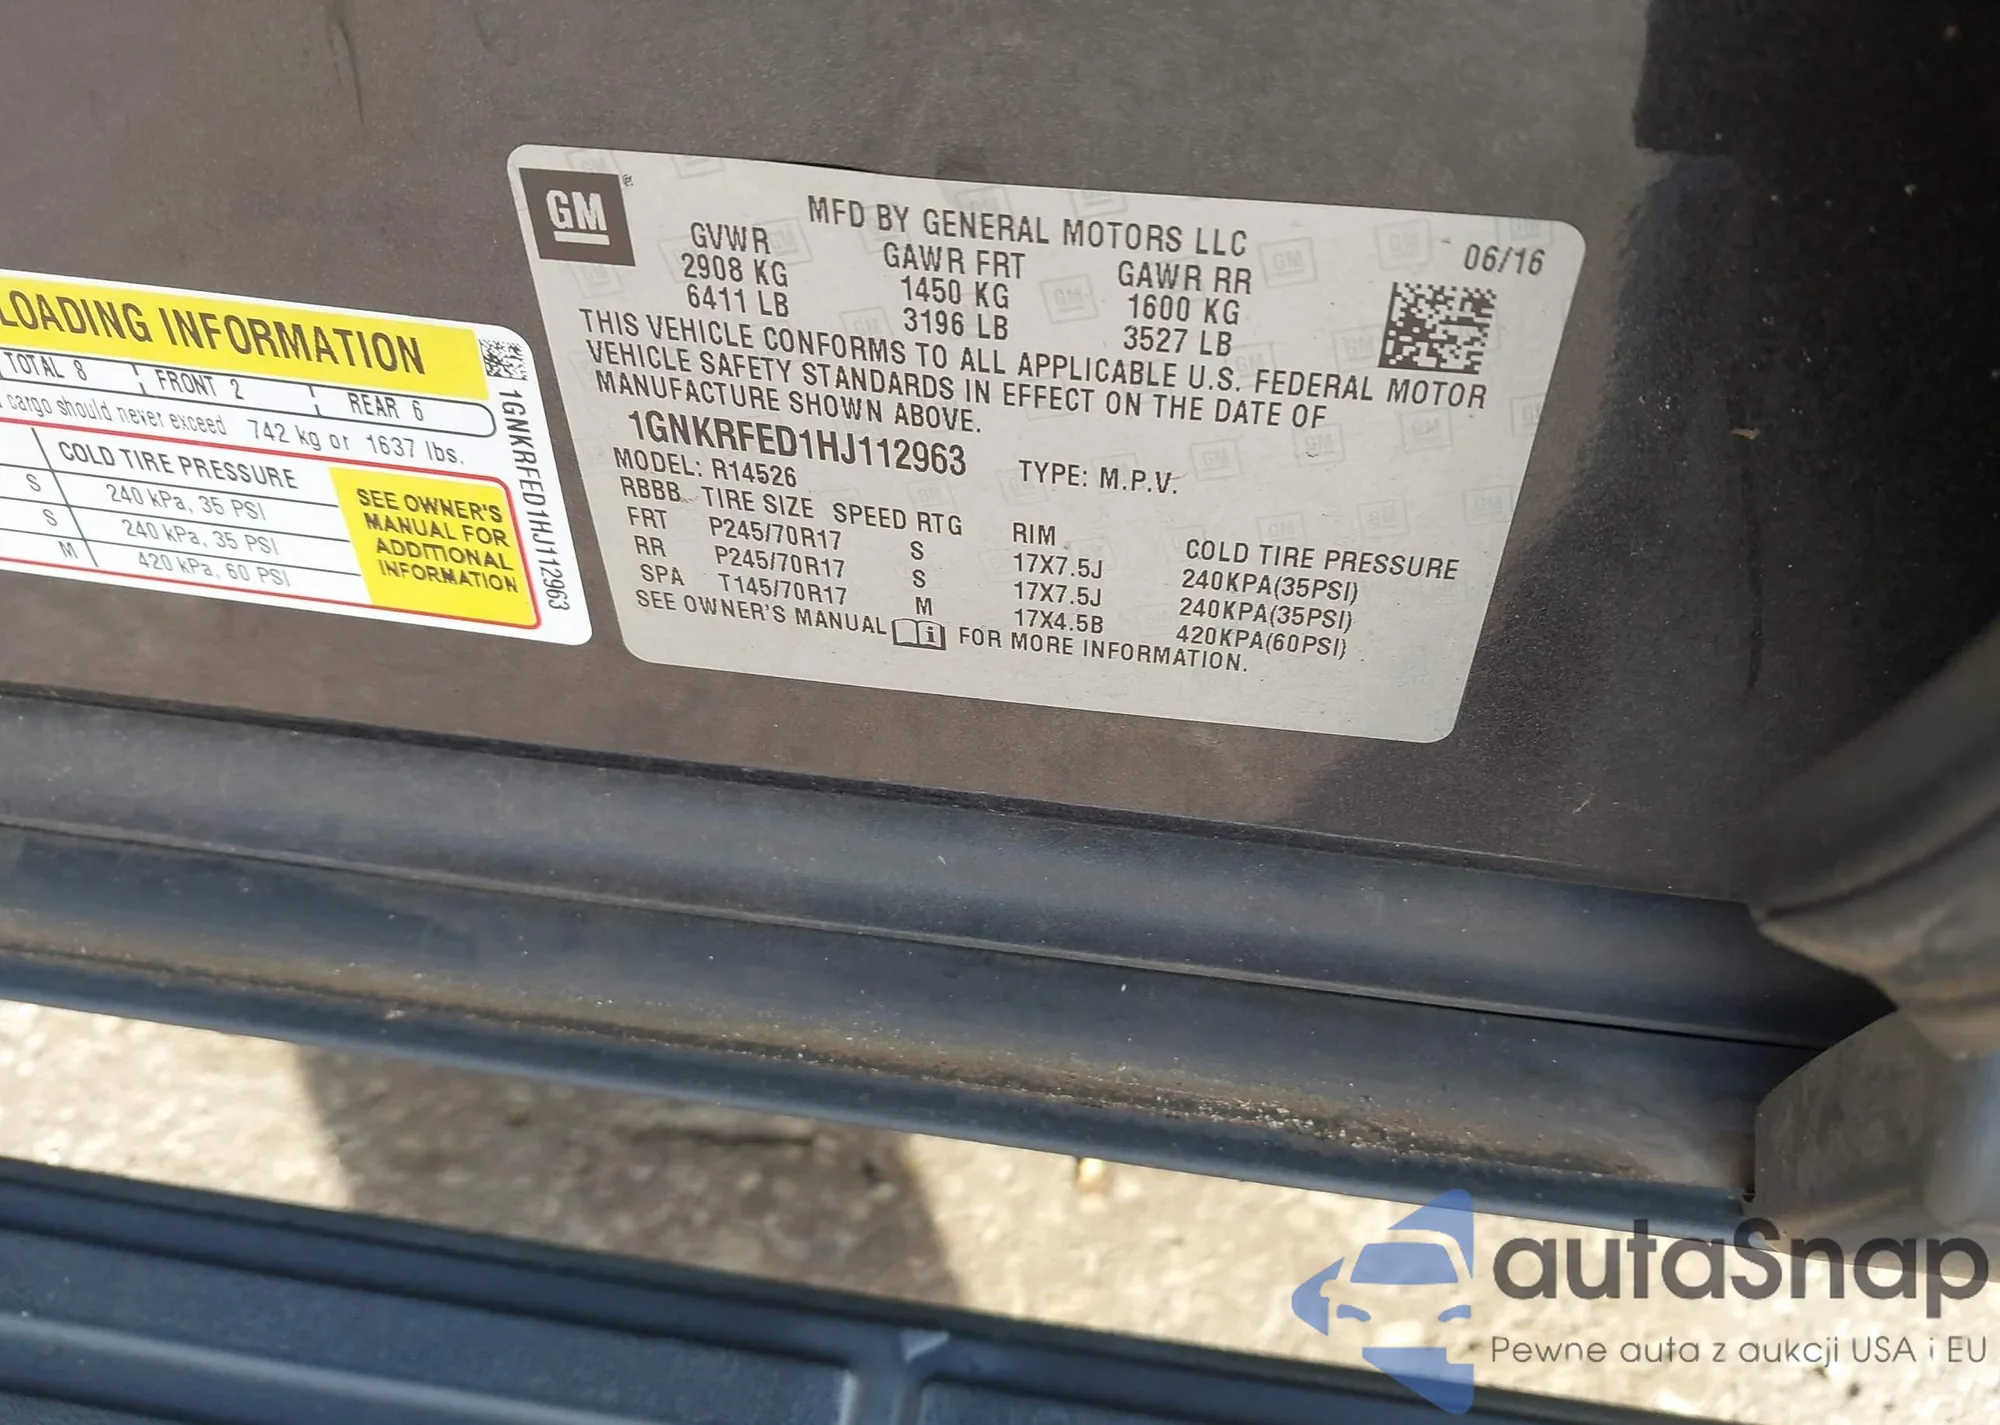 LOADING INFORMATION
TOTAL 8 FRONT 2 REAR 6
cargo should never exceed 742 kg or 1637 lbs.
COLD TIRE PRESSURE
S 240 kPa, 35 PSI
S 240 kPa, 35 PSI
M 420 kPa, 60 PSI
SEE OWNER'S
MANUAL FOR
ADDITIONAL
INFORMATION
1GNKRFED1HJ112963
GM
MFD BY GENERAL MOTORS LLC 06/16
GVWR GAWR FRT GAWR RR
2908 KG 1450 KG 1600 KG
6411 LB 3196 LB 3527 LB
THIS VEHICLE CONFORMS TO ALL APPLICABLE U.S. FEDERAL MOTOR
VEHICLE SAFETY STANDARDS IN EFFECT ON THE DATE OF
MANUFACTURE SHOWN ABOVE.
1GNKRFED1HJ112963 TYPE: M.P.V.
MODEL: R14526
RBBB TIRE SIZE SPEED RTG RIM COLD TIRE PRESSURE
FRT P245/70R17 S 17X7.5J 240KPA(35PSI)
RR P245/70R17 S 17X7.5J 240KPA(35PSI)
SPA T145/70R17 M 17X4.5B 420KPA(60PSI)
SEE OWNER'S MANUAL FOR MORE INFORMATION.
autaSnap
Pewne auta z aukcji USA i EU